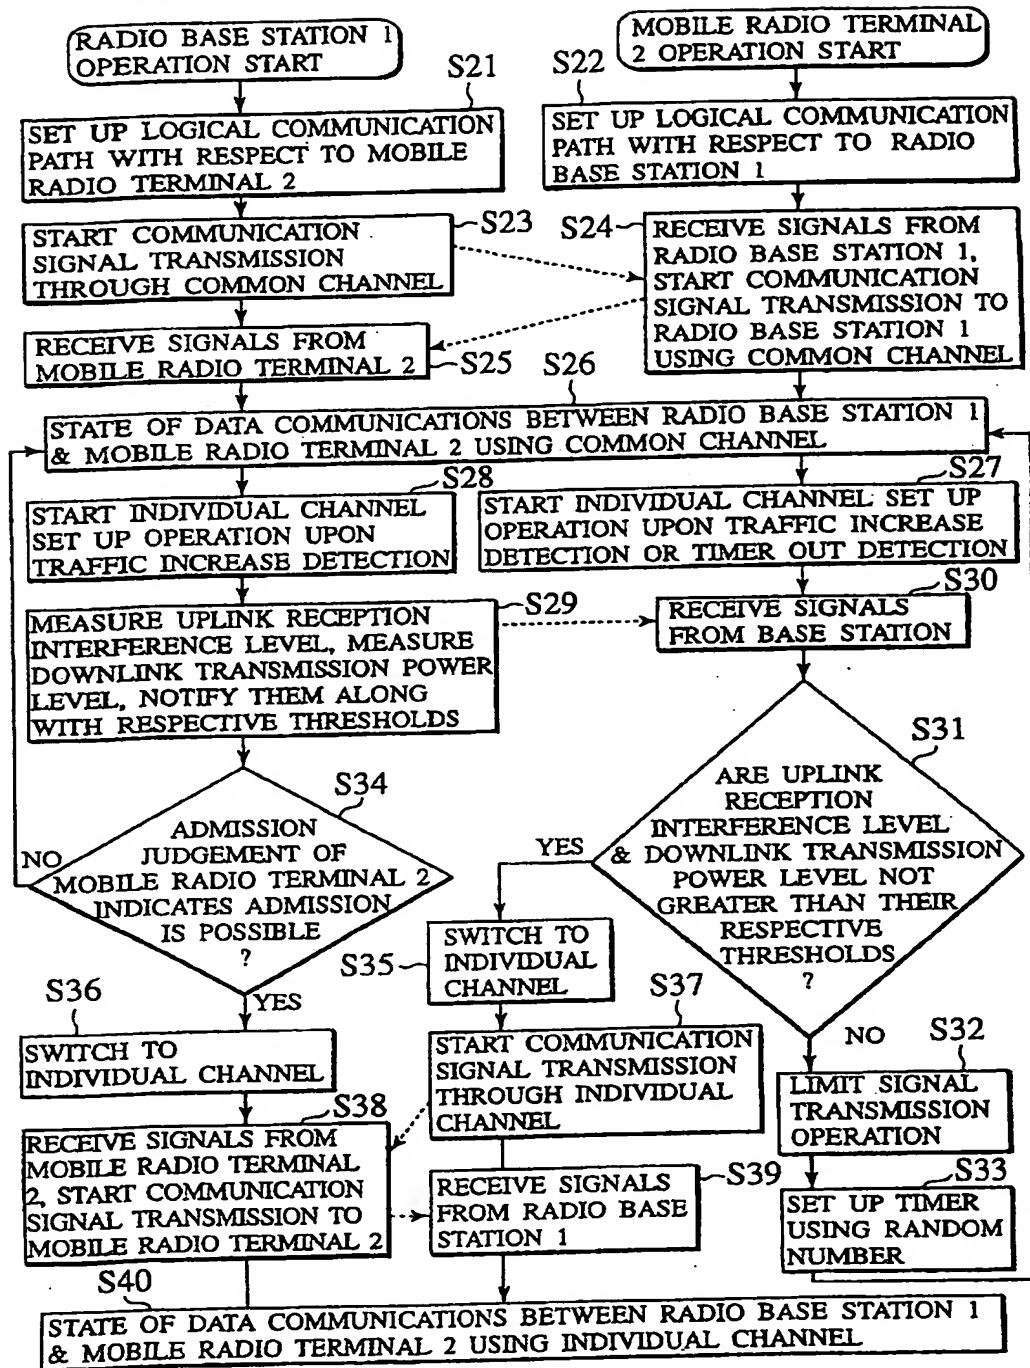 RADIO BASE STATION 1
OPERATION START
MOBILE RADIO TERMINAL
2 OPERATION START
S21
SET UP LOGICAL COMMUNICATION
PATH WITH RESPECT TO MOBILE
RADIO TERMINAL 2
S22
SET UP LOGICAL COMMUNICATION
PATH WITH RESPECT TO RADIO
BASE STATION 1
S23
START COMMUNICATION
SIGNAL TRANSMISSION
THROUGH COMMON CHANNEL
S24
RECEIVE SIGNALS FROM
RADIO BASE STATION 1,
START COMMUNICATION
SIGNAL TRANSMISSION TO
RADIO BASE STATION 1
USING COMMON CHANNEL
RECEIVE SIGNALS FROM
MOBILE RADIO TERMINAL 2
S25
S26
STATE OF DATA COMMUNICATIONS BETWEEN RADIO BASE STATION 1
& MOBILE RADIO TERMINAL 2 USING COMMON CHANNEL
S28
START INDIVIDUAL CHANNEL
SET UP OPERATION UPON
TRAFFIC INCREASE DETECTION
S27
START INDIVIDUAL CHANNEL SET UP
OPERATION UPON TRAFFIC INCREASE
DETECTION OR TIMER OUT DETECTION
S29
MEASURE UPLINK RECEPTION
INTERFERENCE LEVEL, MEASURE
DOWNLINK TRANSMISSION POWER
LEVEL, NOTIFY THEM ALONG
WITH RESPECTIVE THRESHOLDS
S30
RECEIVE SIGNALS
FROM BASE STATION
S31
ARE UPLINK
RECEPTION
INTERFERENCE LEVEL
& DOWNLINK TRANSMISSION
POWER LEVEL NOT
GREATER THAN THEIR
RESPECTIVE
THRESHOLDS
?
YES
NO
S34
ADMISSION
JUDGEMENT OF
MOBILE RADIO TERMINAL 2
INDICATES ADMISSION
IS POSSIBLE
?
NO
YES
S35
SWITCH TO
INDIVIDUAL
CHANNEL
S36
SWITCH TO
INDIVIDUAL CHANNEL
S37
START COMMUNICATION
SIGNAL TRANSMISSION
THROUGH INDIVIDUAL
CHANNEL
S32
LIMIT SIGNAL
TRANSMISSION
OPERATION
S33
SET UP TIMER
USING RANDOM
NUMBER
S38
RECEIVE SIGNALS FROM
MOBILE RADIO TERMINAL
2, START COMMUNICATION
SIGNAL TRANSMISSION TO
MOBILE RADIO TERMINAL 2
S39
RECEIVE SIGNALS
FROM RADIO BASE
STATION 1
S40
STATE OF DATA COMMUNICATIONS BETWEEN RADIO BASE STATION 1
& MOBILE RADIO TERMINAL 2 USING INDIVIDUAL CHANNEL